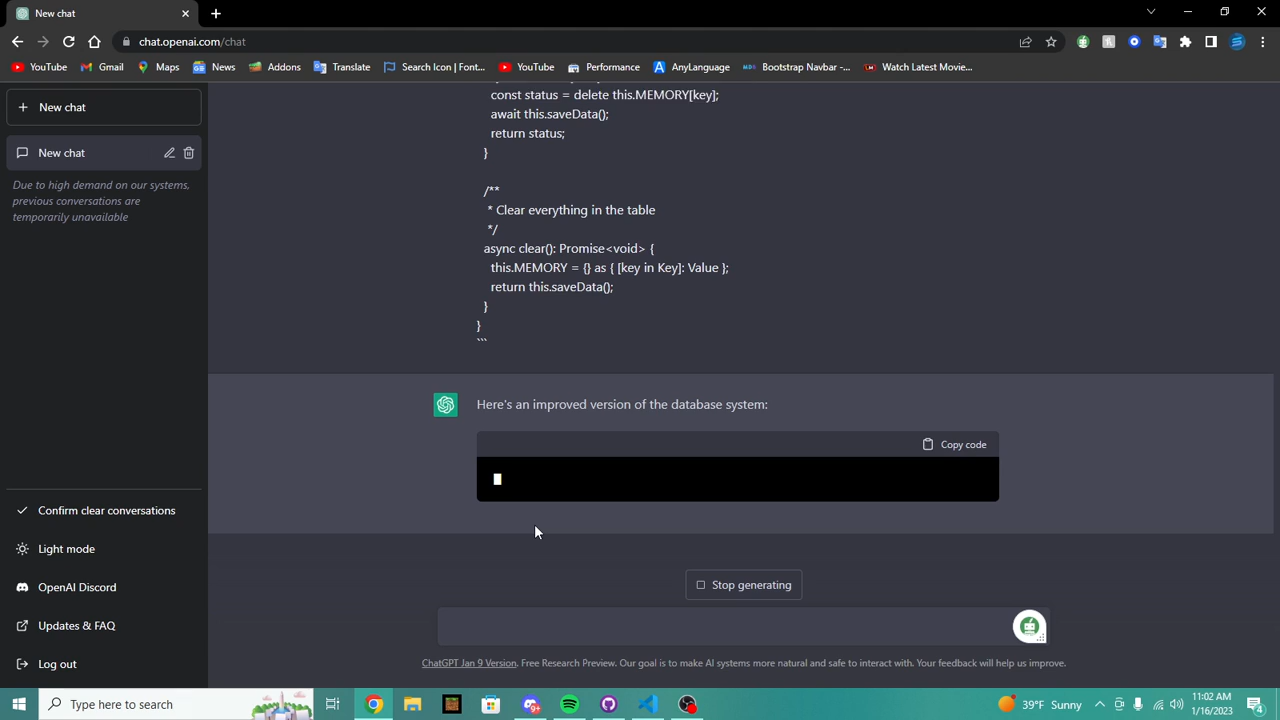 New chat
chat.openai.com/chat
YouTube
Gmail
Maps
News
Addons
Translate
Search Icon | Font...
YouTube
Performance
AnyLanguage
Bootstrap Navbar -...
Watch Latest Movie...
New chat
New chat
Due to high demand on our systems,
previous conversations are
temporarily unavailable
Confirm clear conversations
Light mode
OpenAI Discord
Updates & FAQ
Log out
const status = delete this.MEMORY[key];
await this.saveData();
return status;
}
/**
* Clear everything in the table
*/
async clear(): Promise<void> {
this.MEMORY = {} as { [key in Key]: Value };
return this.saveData();
}
}
```
Here's an improved version of the database system:
Copy code
Stop generating
ChatGPT Jan 9 Version. Free Research Preview. Our goal is to make AI systems more natural and safe to interact with. Your feedback will help us improve.
Type here to search
39°F Sunny
11:02 AM
1/16/2023
4